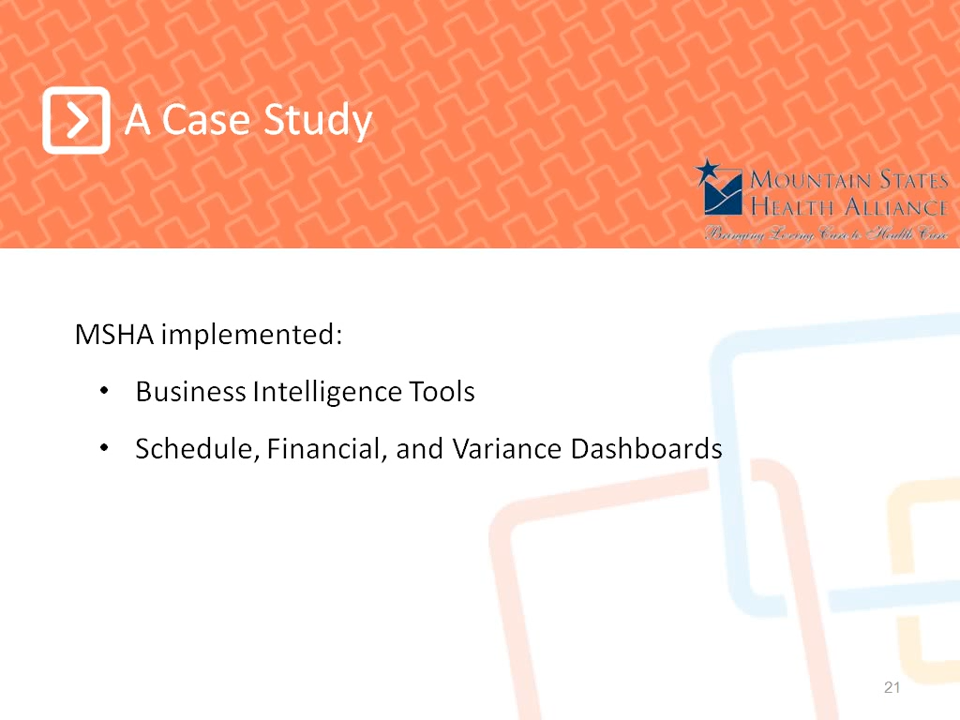 A Case Study
MOUNTAIN STATES
HEALTH ALLIANCE
Bringing Loving Care to Health Care
MSHA implemented:
• Business Intelligence Tools
• Schedule, Financial, and Variance Dashboards
21